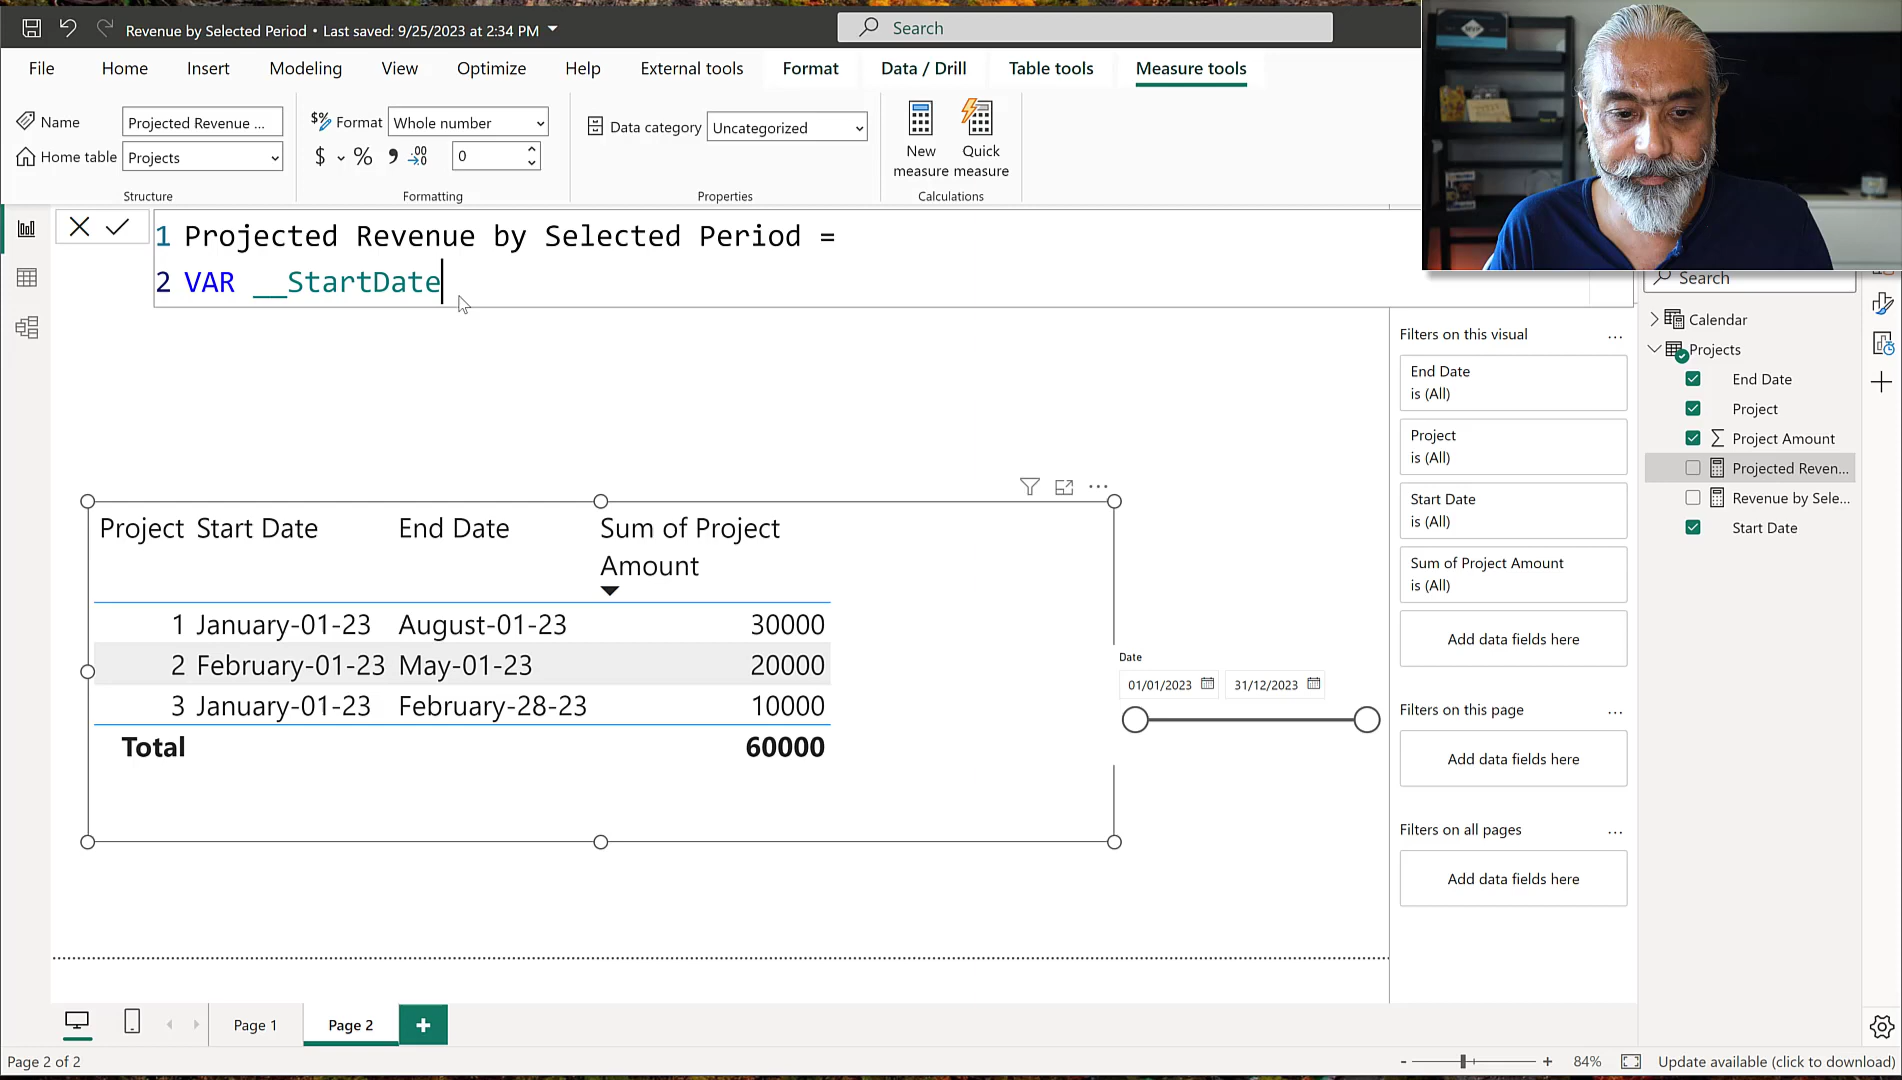 Revenue by Selected Period • Last saved: 9/25/2023 at 2:34 PM
Search
File Home Insert Modeling View Optimize Help External tools Format Data / Drill Table tools Measure tools
Name Projected Revenue ...
Home table Projects
Structure
Format Whole number
$ % 9 .00 →.0 0
Formatting
Data category Uncategorized
Properties
New measure
Quick measure
Calculations
1 Projected Revenue by Selected Period =
2 VAR __StartDate
Project Start Date End Date Sum of Project Amount
1 January-01-23 August-01-23 30000
2 February-01-23 May-01-23 20000
3 January-01-23 February-28-23 10000
Total 60000
Date
01/01/2023 31/12/2023
Filters on this visual ...
End Date
is (All)
Project
is (All)
Start Date
is (All)
Sum of Project Amount
is (All)
Add data fields here
Filters on this page ...
Add data fields here
Filters on all pages ...
Add data fields here
Search
Calendar
Projects
End Date
Project
Project Amount
Projected Reven...
Revenue by Sele...
Start Date
Page 1 Page 2
Page 2 of 2
- + 84% Update available (click to download)